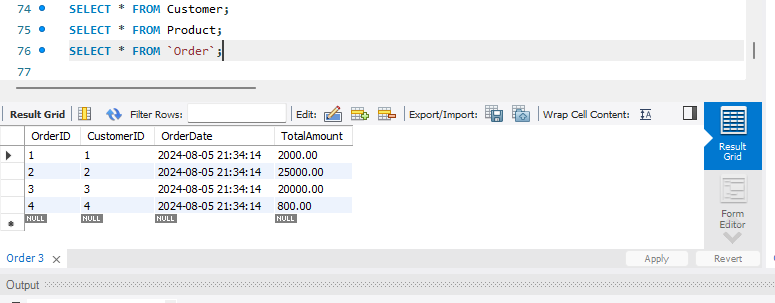 74 SELECT * FROM Customer;
75 SELECT * FROM Product;
76 SELECT * FROM `Order`;
77
Result Grid Filter Rows: Edit: Export/Import: Wrap Cell Content: IA
OrderID CustomerID OrderDate TotalAmount
1 1 2024-08-05 21:34:14 2000.00
2 2 2024-08-05 21:34:14 25000.00
3 3 2024-08-05 21:34:14 20000.00
4 4 2024-08-05 21:34:14 800.00
NULL NULL NULL NULL
Result
Grid
Form
Editor
Order 3 Apply Revert
Output